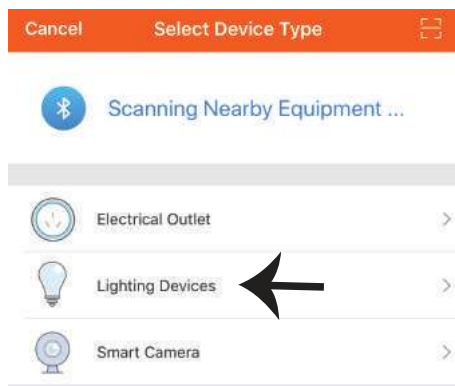 Cancel Select Device Type
Scanning Nearby Equipment ...
Electrical Outlet
Lighting Devices
Smart Camera